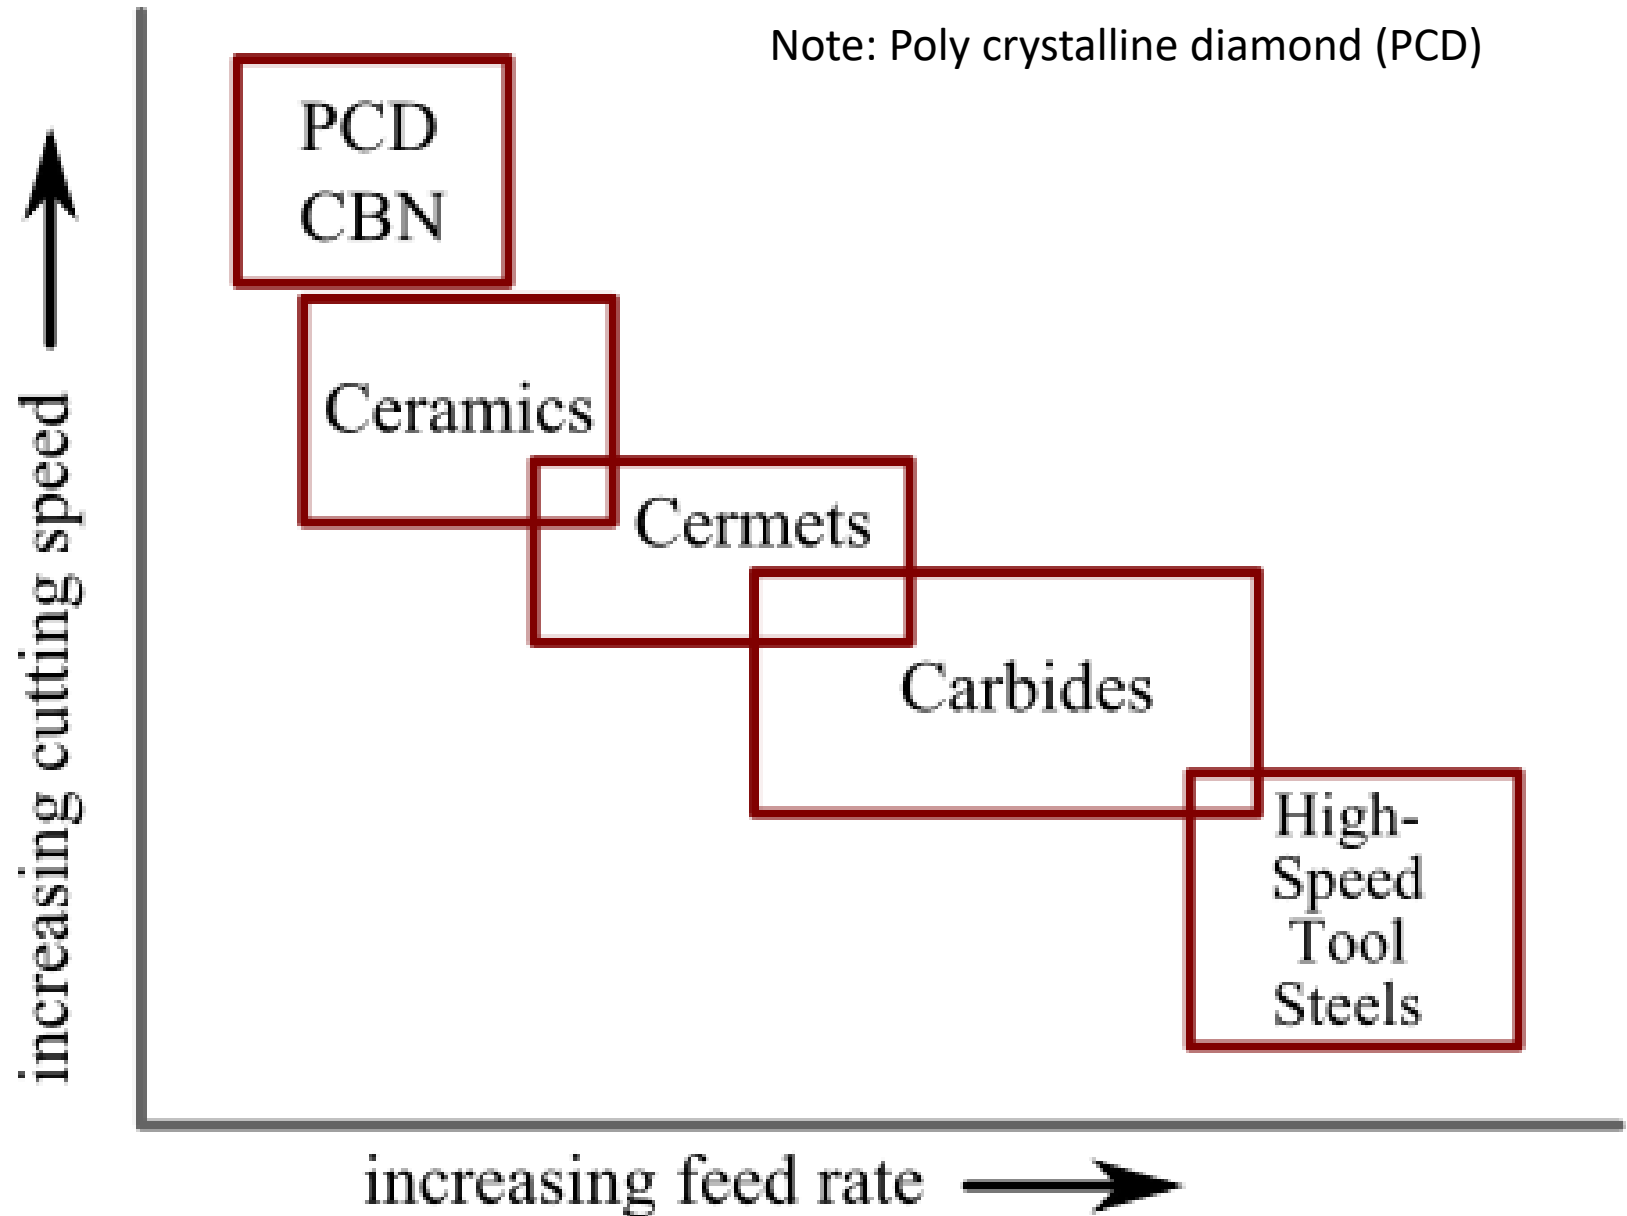 Note: Poly crystalline diamond (PCD)
PCD
CBN
Ceramics
Cermets
Carbides
High-
Speed
Tool
Steels
increasing cutting speed
increasing feed rate